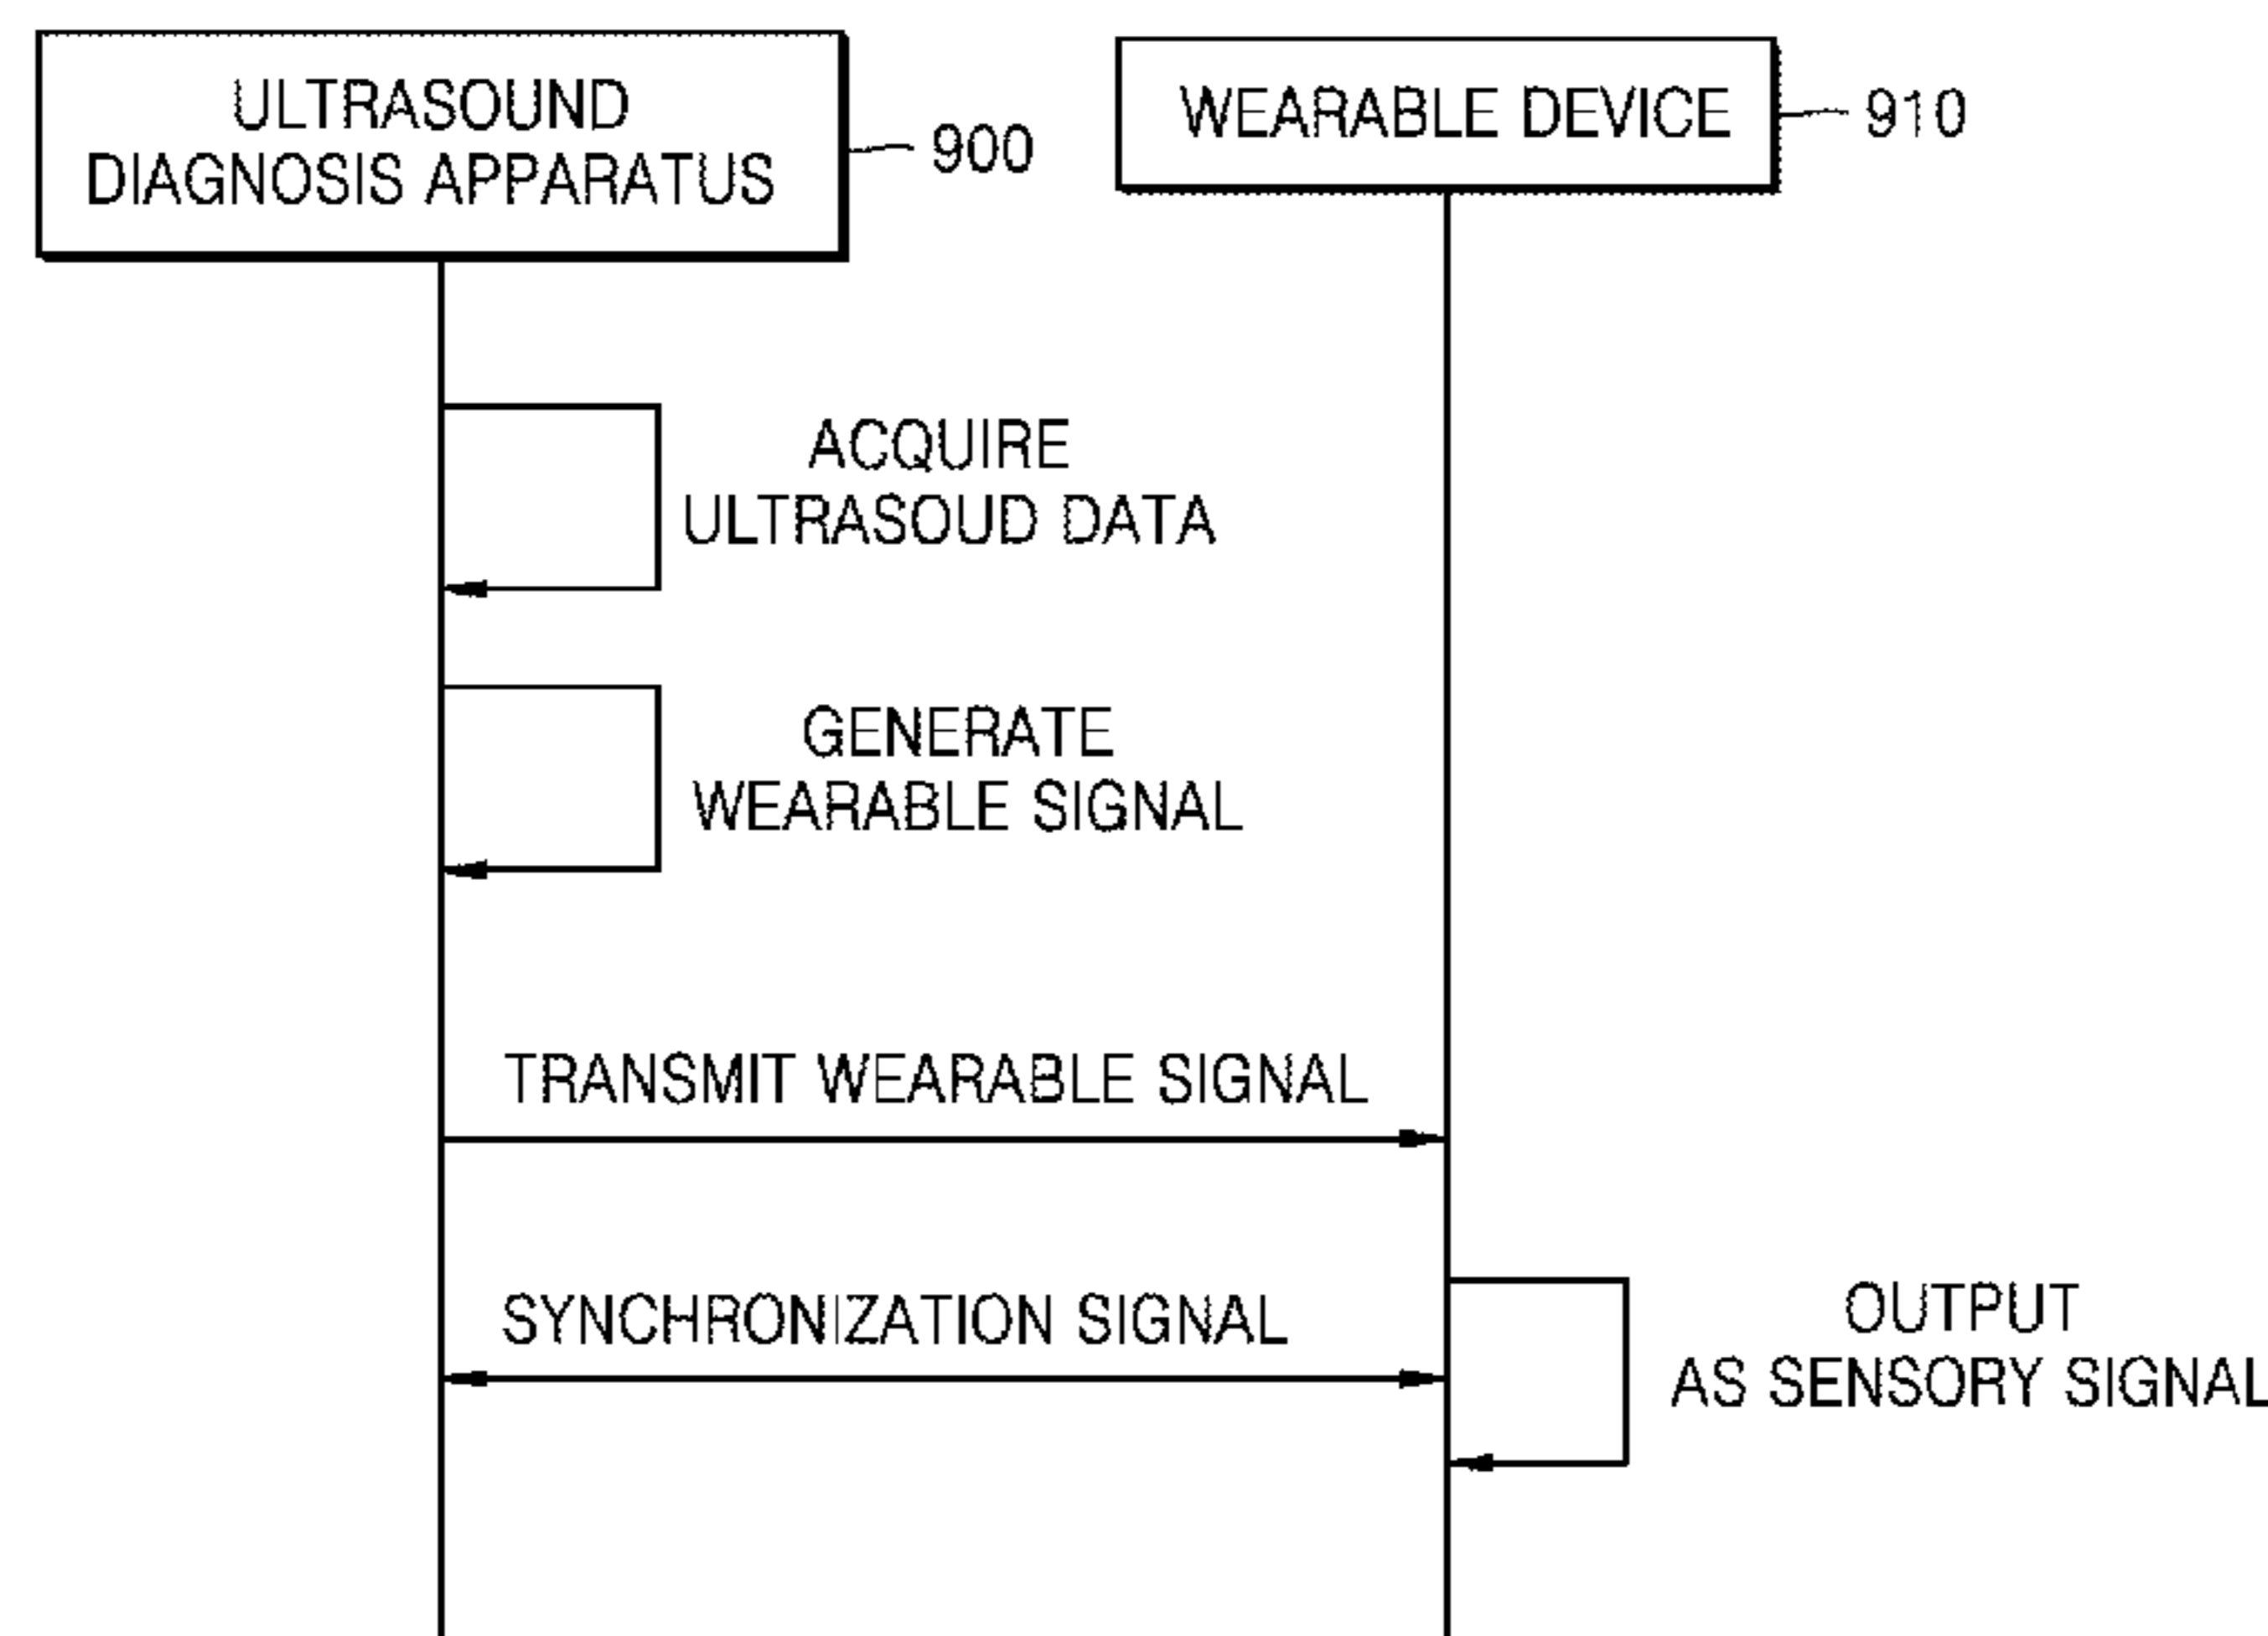 ULTRASOUND
DIAGNOSIS APPARATUS
900
WEARABLE DEVICE
910
ACQUIRE
ULTRASOUD DATA
GENERATE
WEARABLE SIGNAL
TRANSMIT WEARABLE SIGNAL
SYNCHRONIZATION SIGNAL
OUTPUT
AS SENSORY SIGNAL